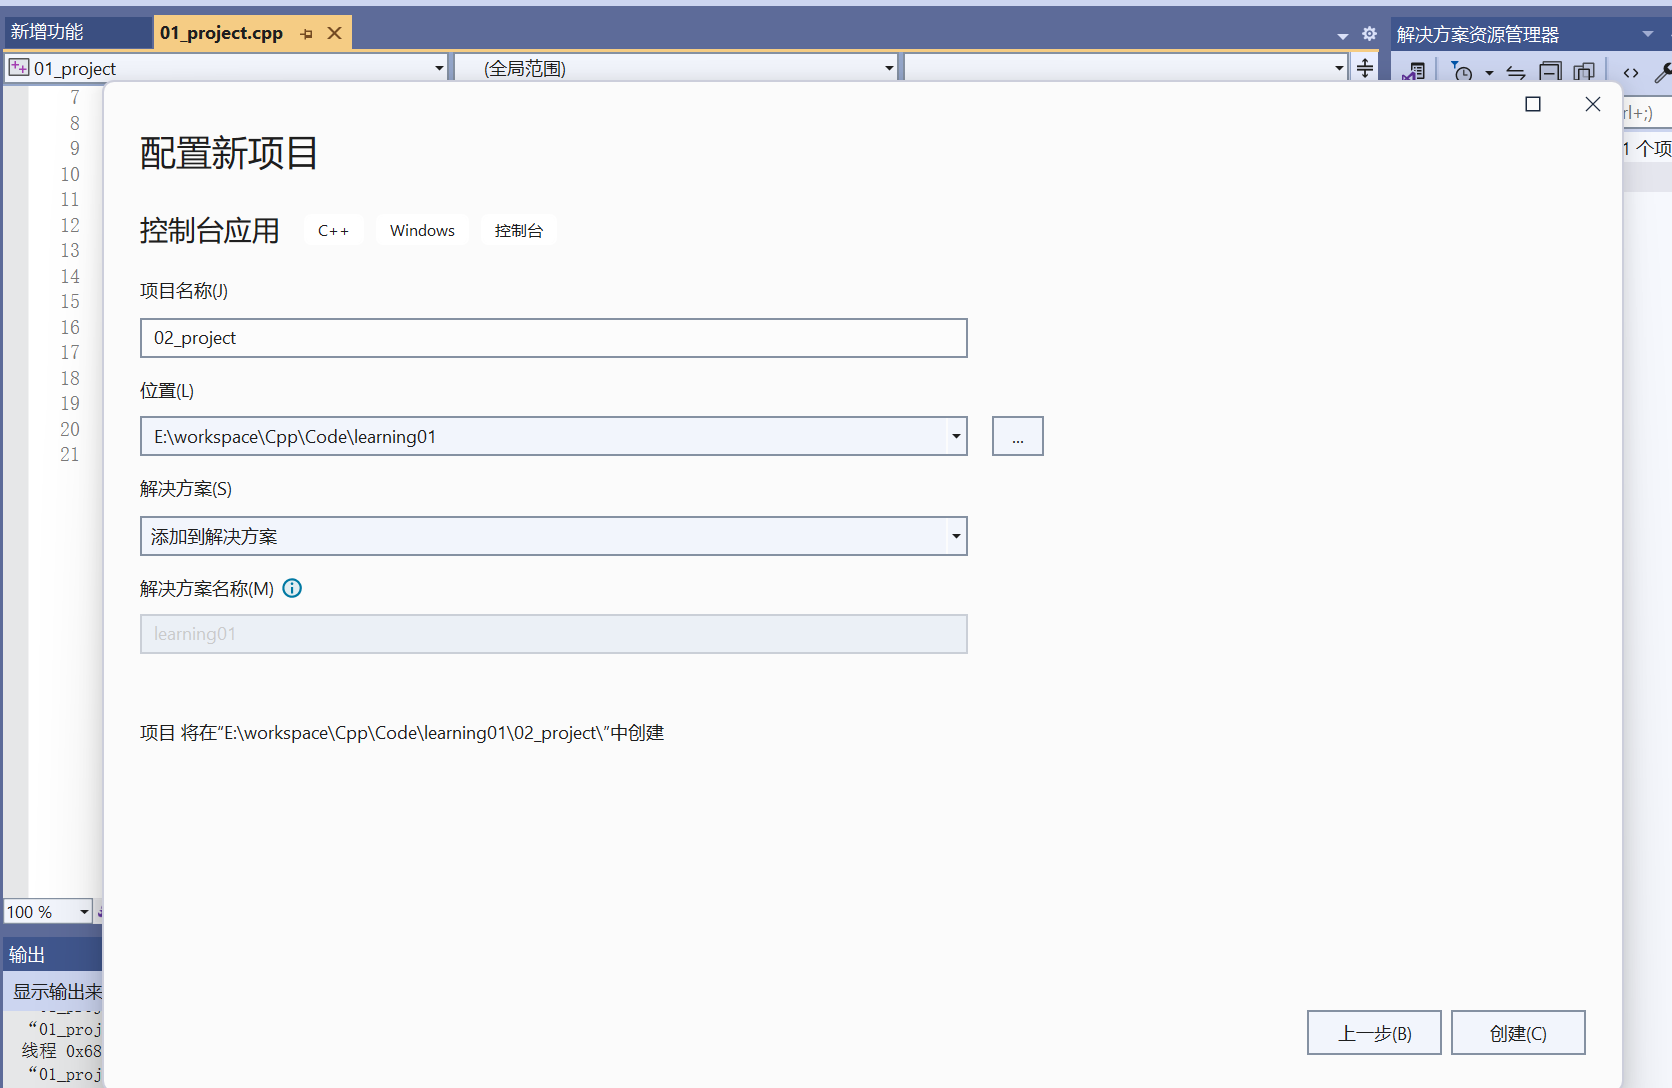 新增功能
01_project.cpp
解决方案资源管理器
01_project
(全局范围)
7
8
9
10
11
12
13
14
15
16
17
18
19
20
21
rl+;)
1 个项
配置新项目
控制台应用
C++
Windows
控制台
项目名称(J)
02_project
位置(L)
E:\workspace\Cpp\Code\learning01
...
解决方案(S)
添加到解决方案
解决方案名称(M)
learning01
项目 将在“E:\workspace\Cpp\Code\learning01\02_project\”中创建
上一步(B)
创建(C)
100 %
输出
显示输出来
“01_proj
线程 0x68
“01_proj